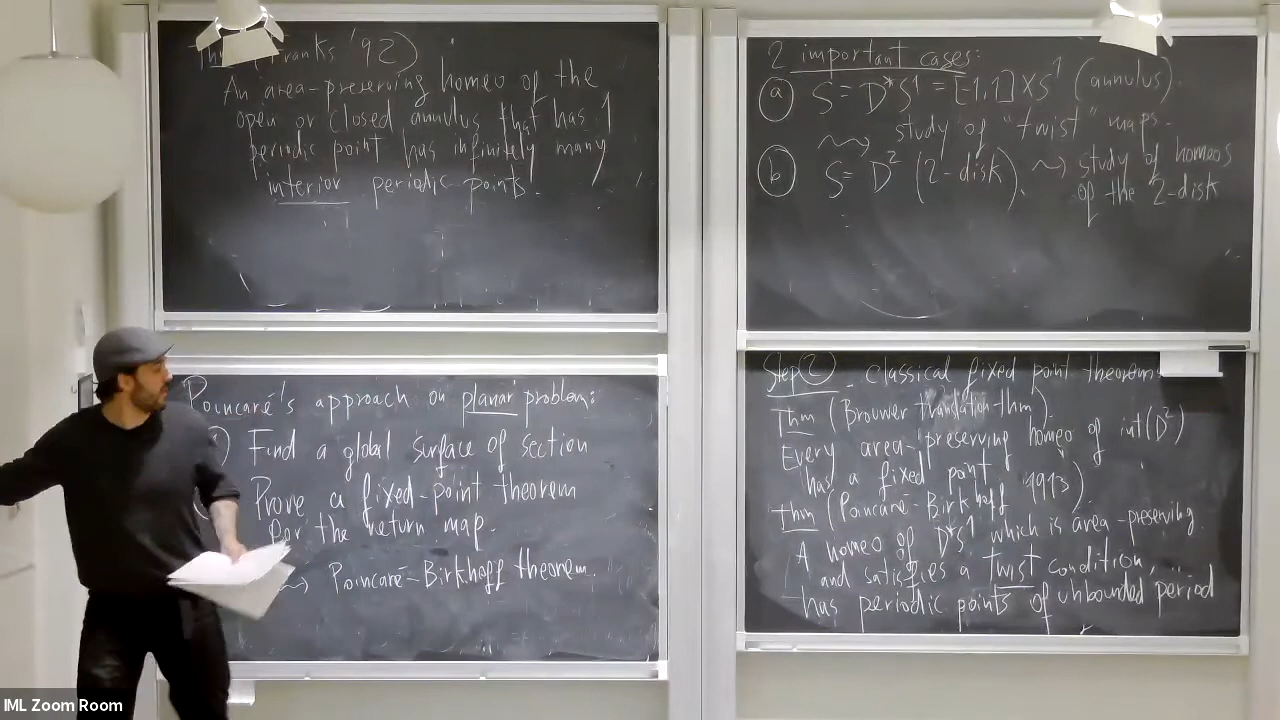 Thm (Franks '92)
An area-preserving homeo of the
open or closed annulus that has 1
periodic point has infinitely many
interior periodic points.
2 important cases:
(a) S = D*S¹ = [-1,1] × S¹ (annulus).
⇝ study of "twist" maps.
(b) S = D² (2-disk). ⇝ study of homeos
of the 2-disk
Poincaré's approach on planar problem:
Find a global surface of section
Prove a fixed-point theorem
for the return map.
→ Poincaré-Birkhoff theorem.
Step (2) - Classical fixed point theorems
Thm (Brouwer translation thm).
Every area-preserving homeo of int(D²)
has a fixed point
Thm (Poincaré-Birkhoff 1913).
A homeo of D*S¹ which is area-preserving
and satisfies a twist condition,
has periodic points of unbounded period
IML Zoom Room